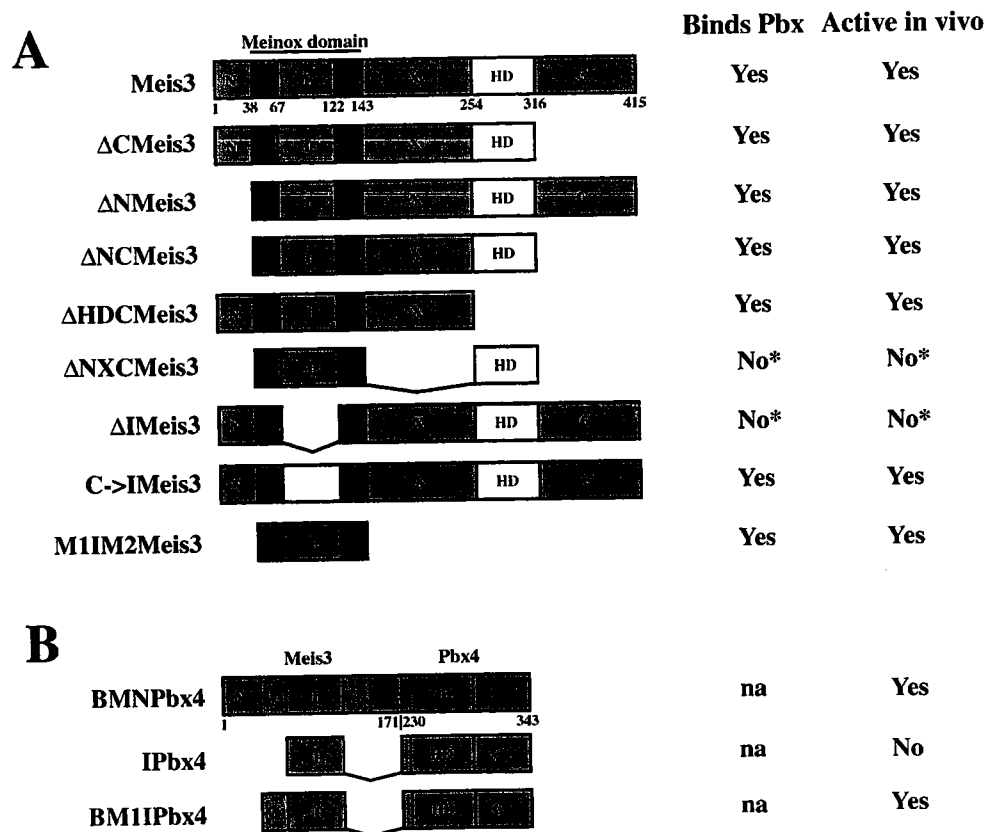 A
Binds Pbx Active in vivo
Meinox domain
Meis3 HD Yes Yes
1 38 67 122 143 254 316 415
ΔCMeis3 HD Yes Yes
ΔNMeis3 HD Yes Yes
ΔNCMeis3 HD Yes Yes
ΔHDCMeis3 Yes Yes
ΔNXCMeis3 HD No* No*
ΔIMeis3 HD No* No*
C->IMeis3 HD Yes Yes
M1IM2Meis3 Yes Yes
B
Meis3 Pbx4
BMNPbx4 na Yes
1 171|230 343
IPbx4 na No
BM1IPbx4 na Yes